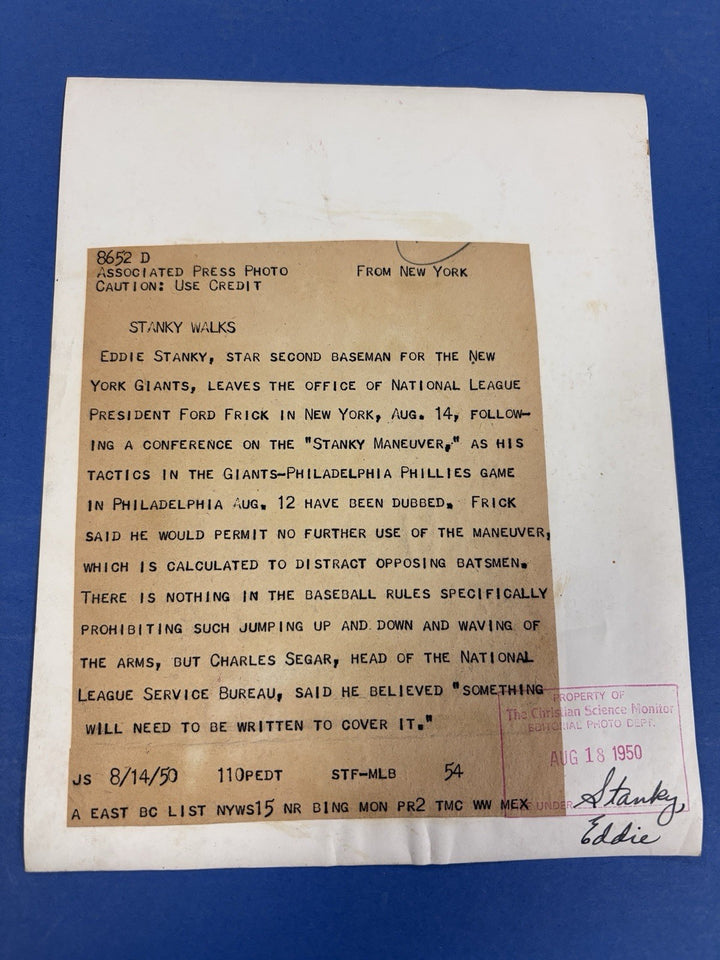 8652 D
ASSOCIATED PRESS PHOTO FROM NEW YORK
CAUTION: USE CREDIT
STANKY WALKS
EDDIE STANKY, STAR SECOND BASEMAN FOR THE NEW
YORK GIANTS, LEAVES THE OFFICE OF NATIONAL LEAGUE
PRESIDENT FORD FRICK IN NEW YORK, AUG. 14, FOLLOW-
ING A CONFERENCE ON THE "STANKY MANEUVER," AS HIS
TACTICS IN THE GIANTS-PHILADELPHIA PHILLIES GAME
IN PHILADELPHIA AUG. 12 HAVE BEEN DUBBED. FRICK
SAID HE WOULD PERMIT NO FURTHER USE OF THE MANEUVER,
WHICH IS CALCULATED TO DISTRACT OPPOSING BATSMEN.
THERE IS NOTHING IN THE BASEBALL RULES SPECIFICALLY
PROHIBITING SUCH JUMPING UP AND DOWN AND WAVING OF
THE ARMS, BUT CHARLES SEGAR, HEAD OF THE NATIONAL
LEAGUE SERVICE BUREAU, SAID HE BELIEVED "SOMETHING
WILL NEED TO BE WRITTEN TO COVER IT."
JS 8/14/50 110PEDT STF-MLB 54
A EAST BC LIST NYWS15 NR BING MON PR2 TMC WW MEX
PROPERTY OF
The Christian Science Monitor
EDITORIAL PHOTO DEPT.
AUG 18 1950
UNDER Stanky,
Eddie